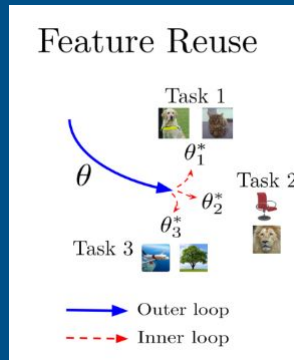 Feature Reuse
Task 1
θ
θ₁*
θ₂*
θ₃*
Task 2
Task 3
Outer loop
Inner loop